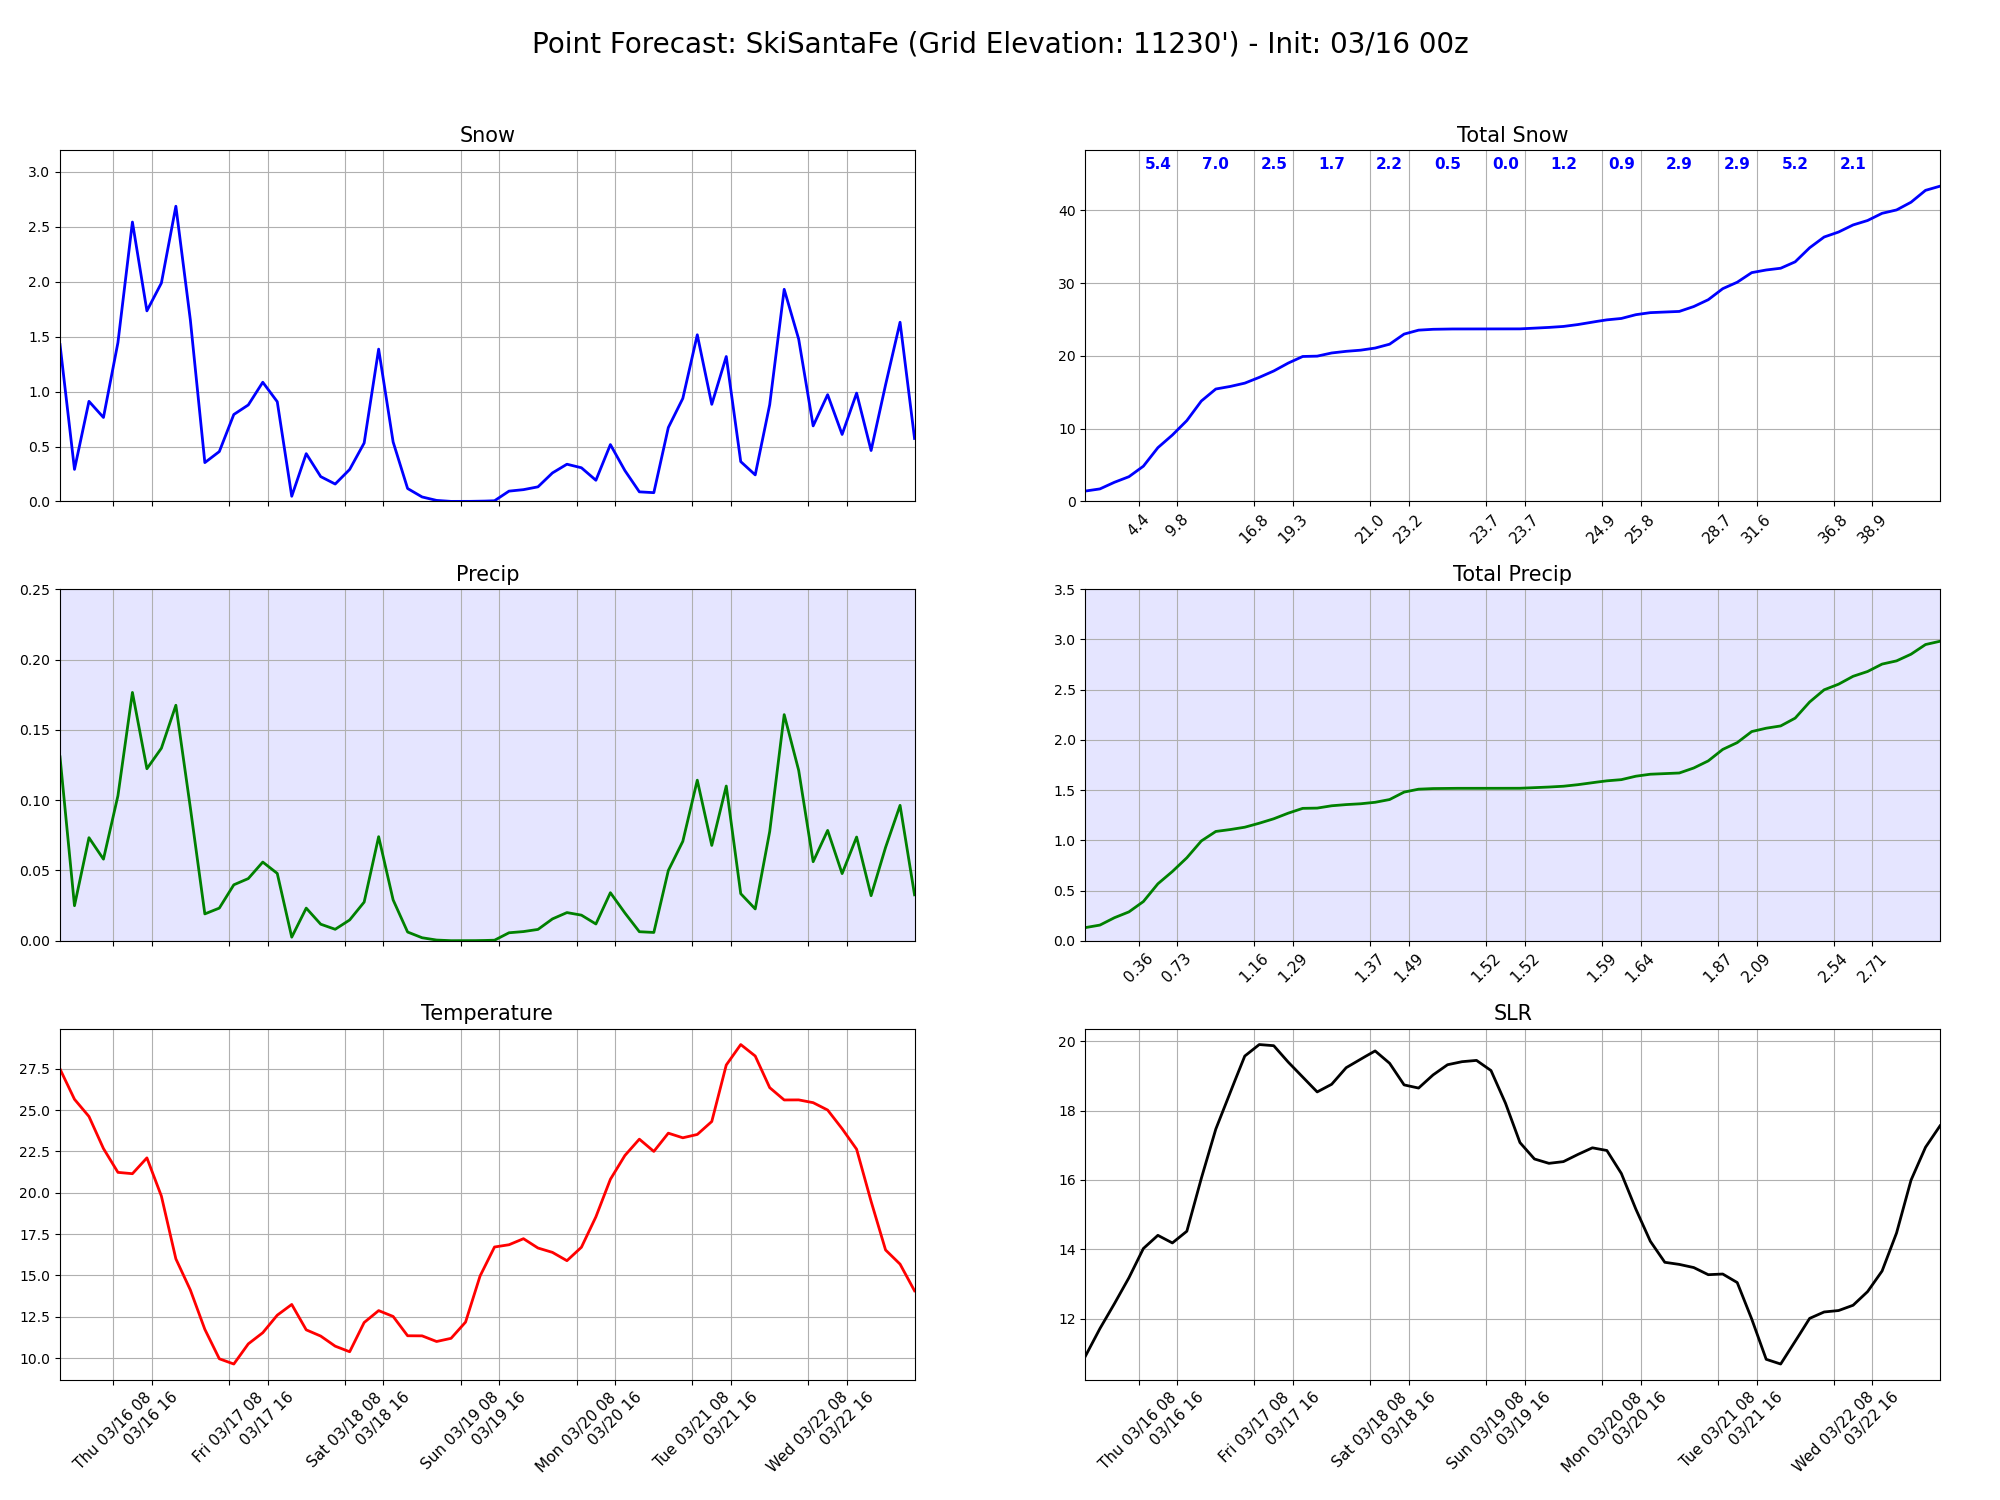 Point Forecast: SkiSantaFe (Grid Elevation: 11230') - Init: 03/16 00z
Snow
3.0
2.5
2.0
1.5
1.0
0.5
0.0
Total Snow
5.4 7.0 2.5 1.7 2.2 0.5 0.0 1.2 0.9 2.9 2.9 5.2 2.1
40
30
20
10
0
4.4 9.8 16.8 19.3 21.0 23.2 23.7 23.7 24.9 25.8 28.7 31.6 36.8 38.9
Precip
0.25
0.20
0.15
0.10
0.05
0.00
Total Precip
3.5
3.0
2.5
2.0
1.5
1.0
0.5
0.0
0.36 0.73 1.16 1.29 1.37 1.49 1.52 1.52 1.59 1.64 1.87 2.09 2.54 2.71
Temperature
27.5
25.0
22.5
20.0
17.5
15.0
12.5
10.0
Thu 03/16 08
03/16 16
Fri 03/17 08
03/17 16
Sat 03/18 08
03/18 16
Sun 03/19 08
03/19 16
Mon 03/20 08
03/20 16
Tue 03/21 08
03/21 16
Wed 03/22 08
03/22 16
SLR
20
18
16
14
12
Thu 03/16 08
03/16 16
Fri 03/17 08
03/17 16
Sat 03/18 08
03/18 16
Sun 03/19 08
03/19 16
Mon 03/20 08
03/20 16
Tue 03/21 08
03/21 16
Wed 03/22 08
03/22 16